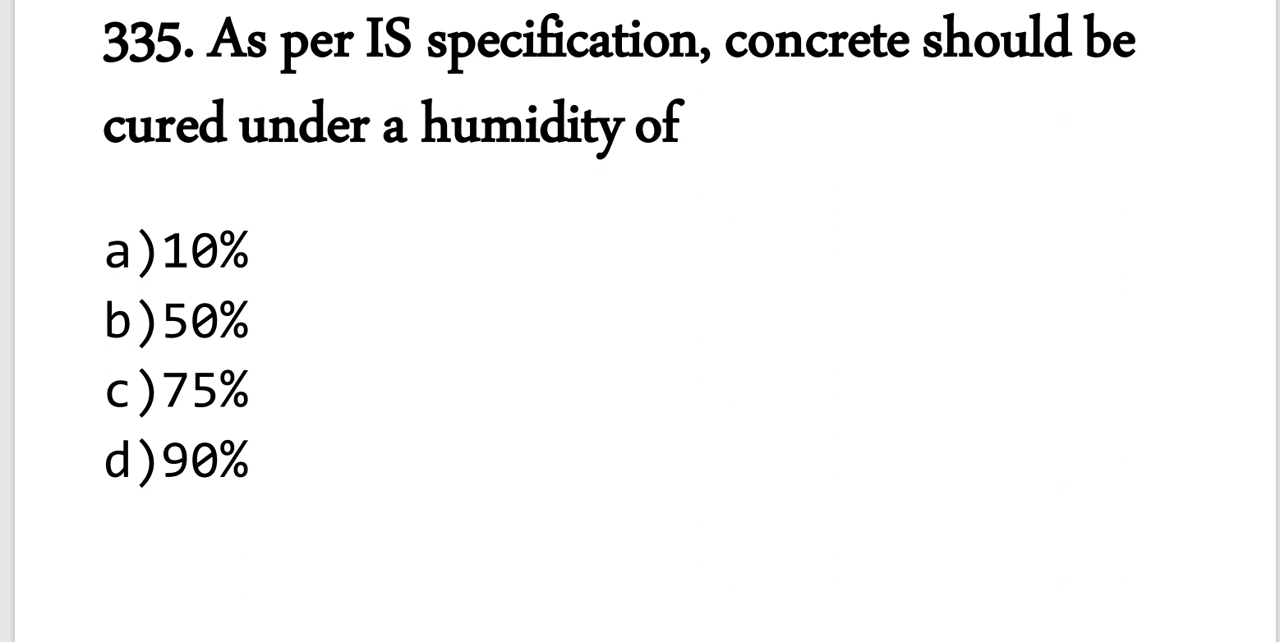 335. As per IS specification, concrete should be
cured under a humidity of
a)10%
b)50%
c)75%
d)90%